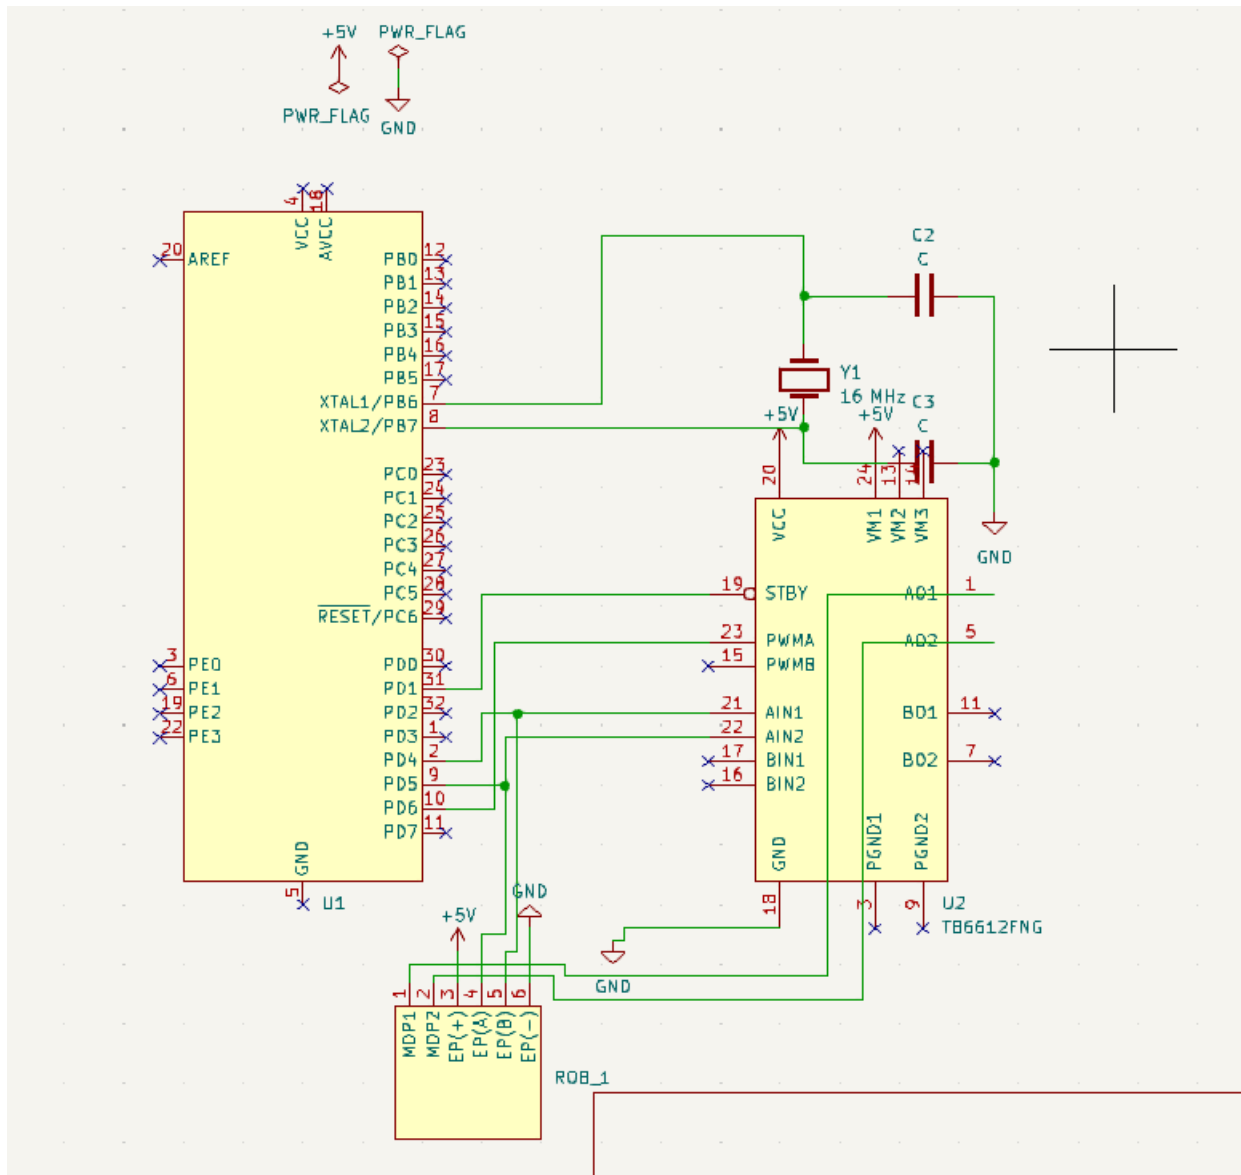 +5V
PWR_FLAG
PWR_FLAG
GND
4
18
VCC
AVCC
20
AREF
PB0
12
PB1
13
PB2
14
PB3
15
PB4
16
PB5
17
XTAL1/PB6
7
XTAL2/PB7
8
PC0
23
PC1
24
PC2
25
PC3
26
PC4
27
PC5
28
RESET/PC6
29
3
PE0
6
PE1
19
PE2
22
PE3
PD0
30
PD1
31
PD2
32
PD3
1
PD4
2
PD5
9
PD6
10
PD7
11
GND
5
U1
C2
C
Y1
16 MHz
C3
C
+5V
+5V
20
24
13
14
VCC
VM1
VM2
VM3
GND
19
STBY
23
PWMA
15
PWMB
21
AIN1
22
AIN2
17
BIN1
16
BIN2
AO1
1
AO2
5
BO1
11
BO2
7
GND
PGND1
PGND2
18
3
9
U2
TB6612FNG
GND
GND
+5V
1
2
3
4
5
6
MDP1
MDP2
EP(+)
EP(A)
EP(B)
EP(-)
ROB_1